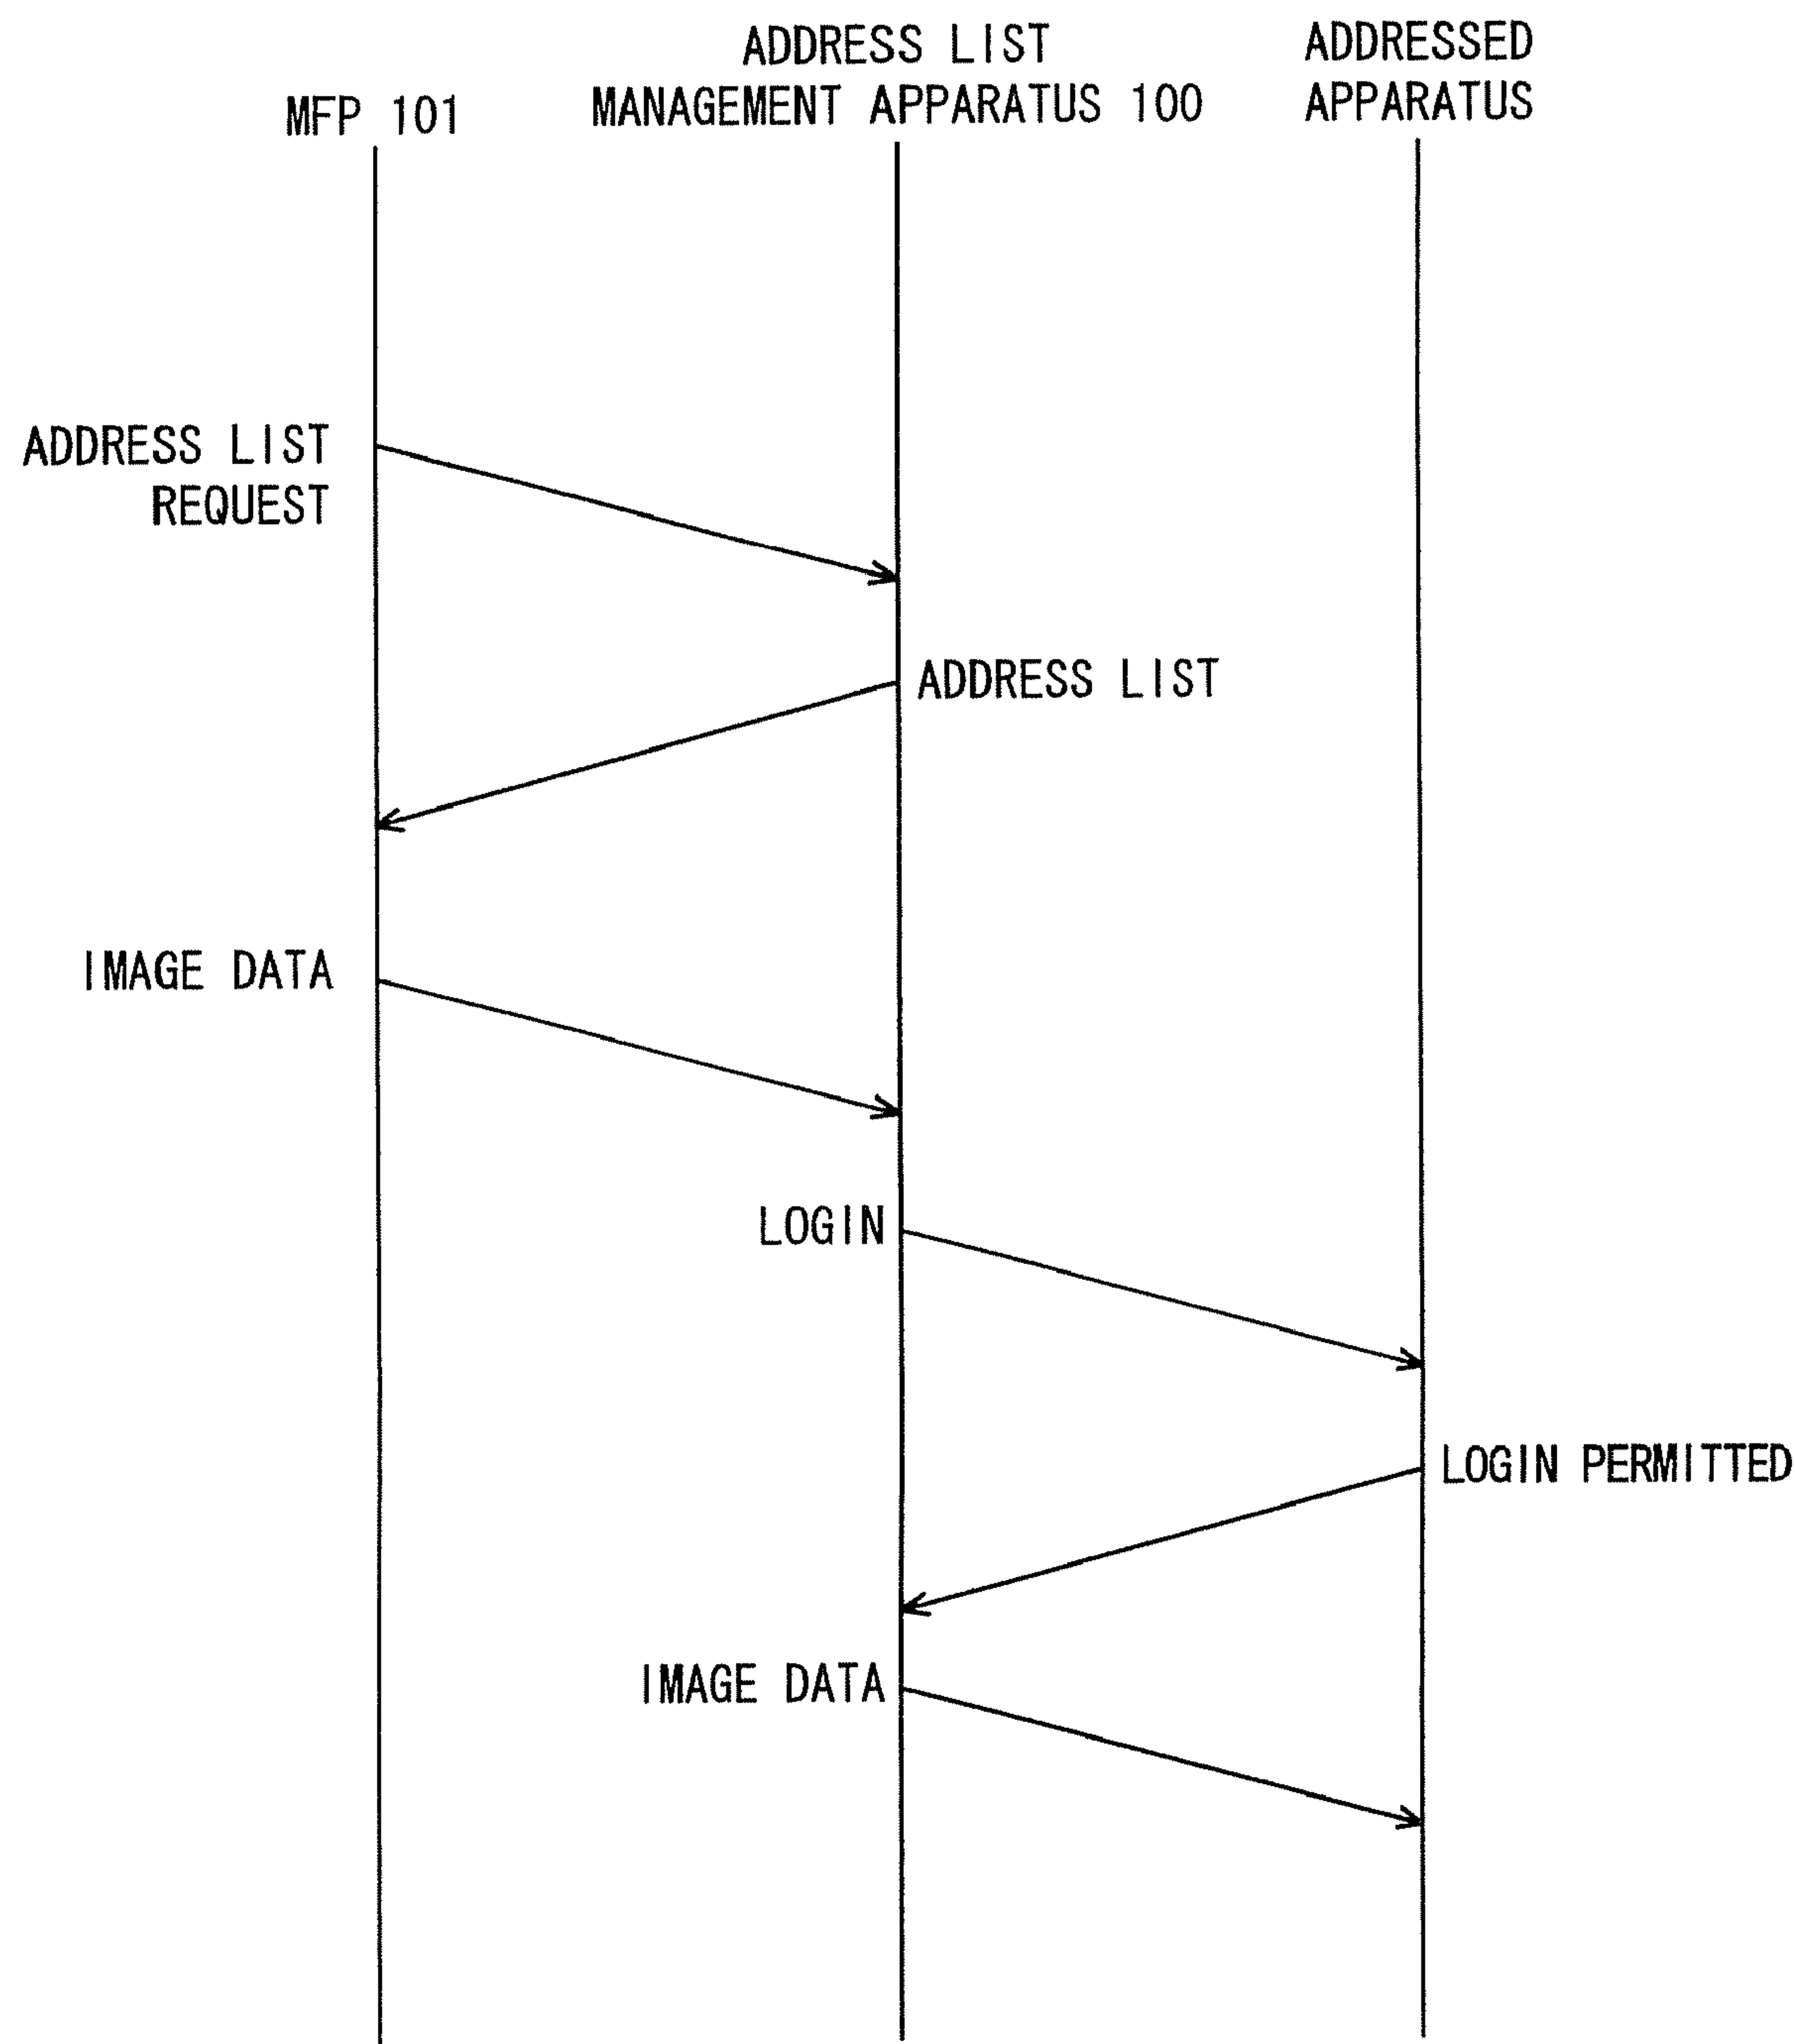 MFP 101
ADDRESS LIST
MANAGEMENT APPARATUS 100
ADDRESSED
APPARATUS
ADDRESS LIST
REQUEST
ADDRESS LIST
IMAGE DATA
LOGIN
LOGIN PERMITTED
IMAGE DATA